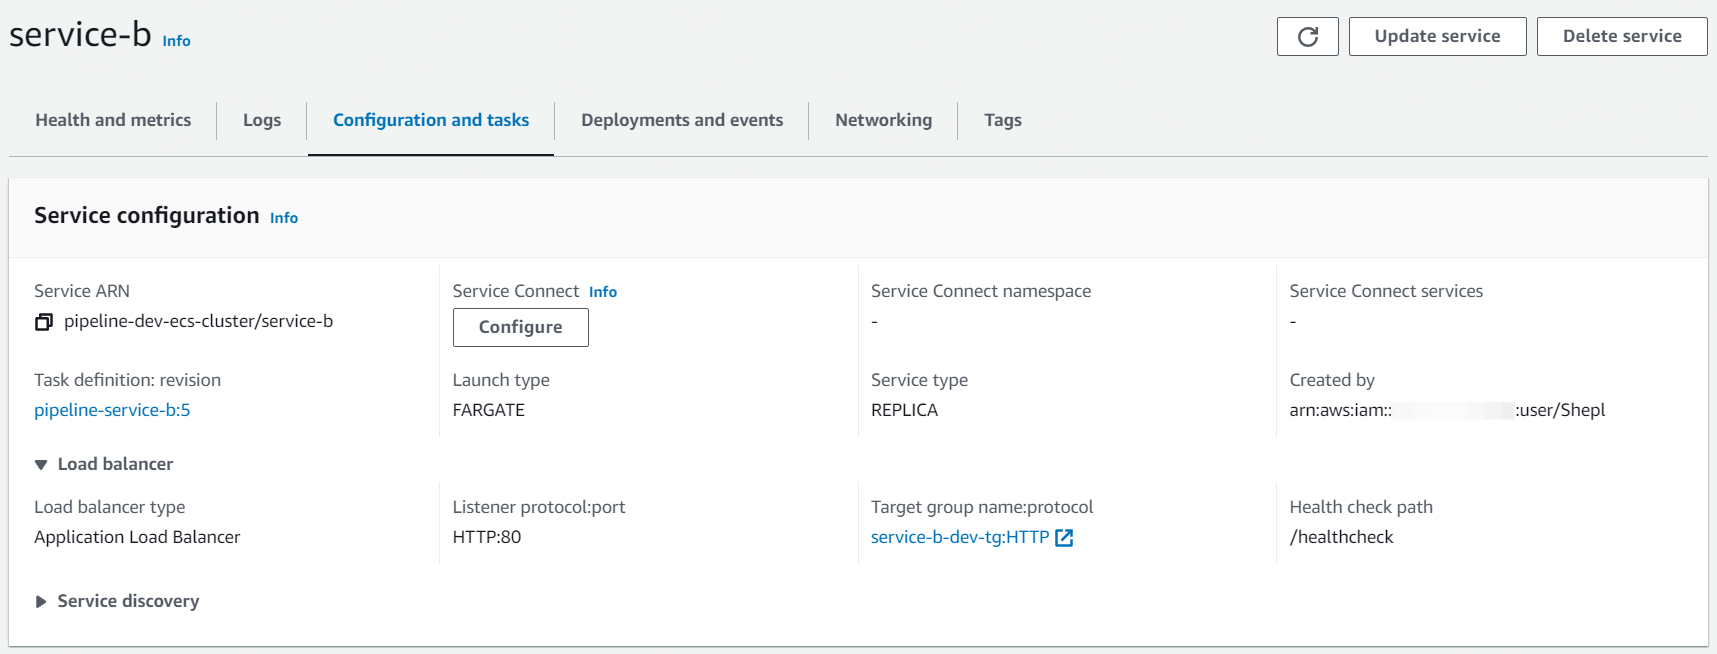 service-b Info
Update service
Delete service
Health and metrics
Logs
Configuration and tasks
Deployments and events
Networking
Tags
Service configuration Info
Service ARN
pipeline-dev-ecs-cluster/service-b
Service Connect Info
Configure
Service Connect namespace
-
Service Connect services
-
Task definition: revision
pipeline-service-b:5
Launch type
FARGATE
Service type
REPLICA
Created by
arn:aws:iam:: :user/Shepl
Load balancer
Load balancer type
Application Load Balancer
Listener protocol:port
HTTP:80
Target group name:protocol
service-b-dev-tg:HTTP
Health check path
/healthcheck
Service discovery